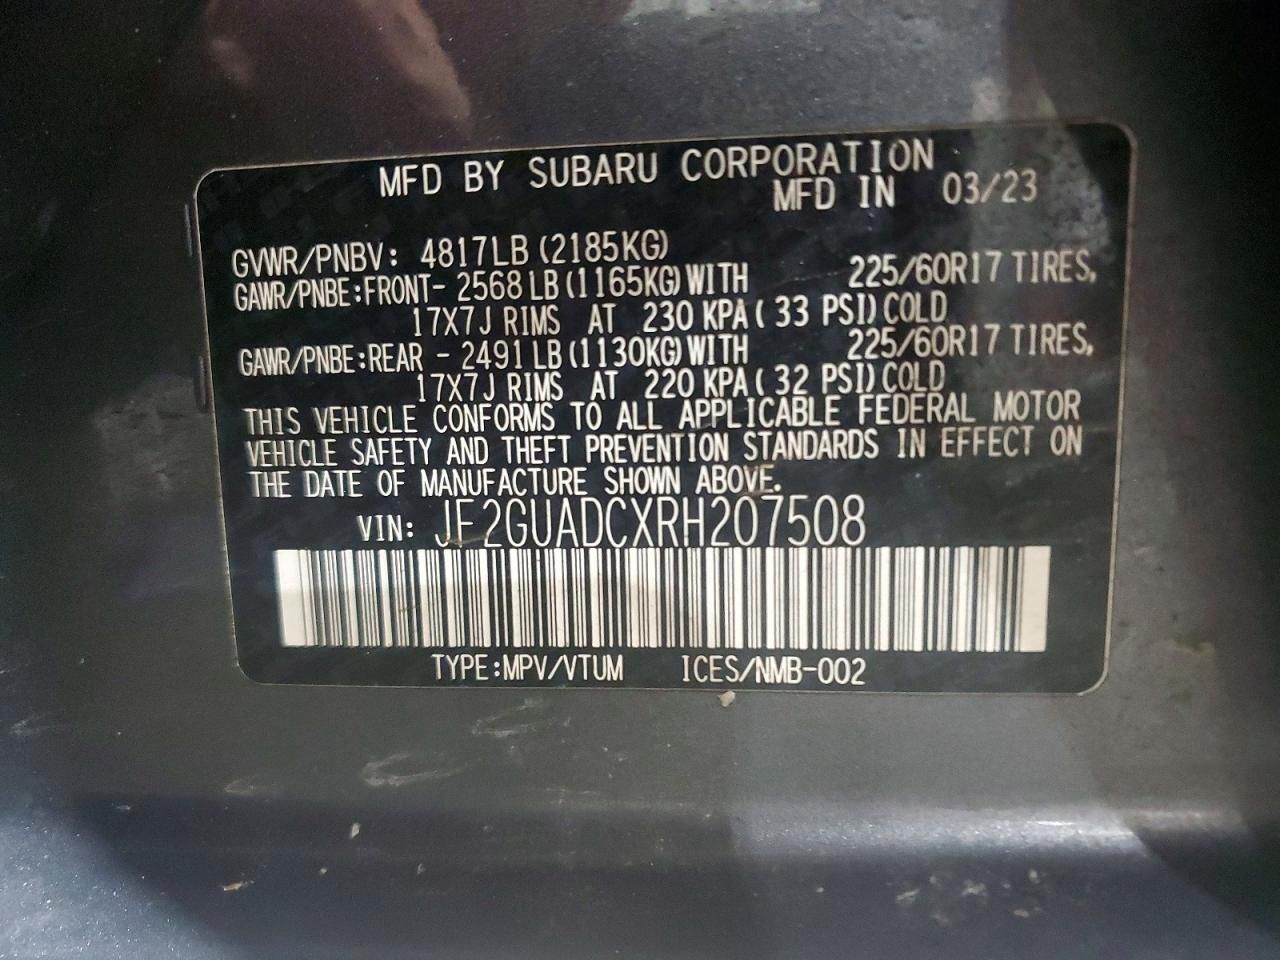 MFD BY SUBARU CORPORATION
MFD IN 03/23
GVWR/PNBV: 4817LB (2185KG)
GAWR/PNBE:FRONT- 2568 LB (1165KG) WITH 225/60R17 TIRES,
17X7J RIMS AT 230 KPA ( 33 PSI) COLD
GAWR/PNBE:REAR - 2491 LB (1130KG) WITH 225/60R17 TIRES,
17X7J RIMS AT 220 KPA ( 32 PSI) COLD
THIS VEHICLE CONFORMS TO ALL APPLICABLE FEDERAL MOTOR
VEHICLE SAFETY AND THEFT PREVENTION STANDARDS IN EFFECT ON
THE DATE OF MANUFACTURE SHOWN ABOVE.
VIN: JF2GUADCXRH207508
TYPE:MPV/VTUM ICES/NMB-002